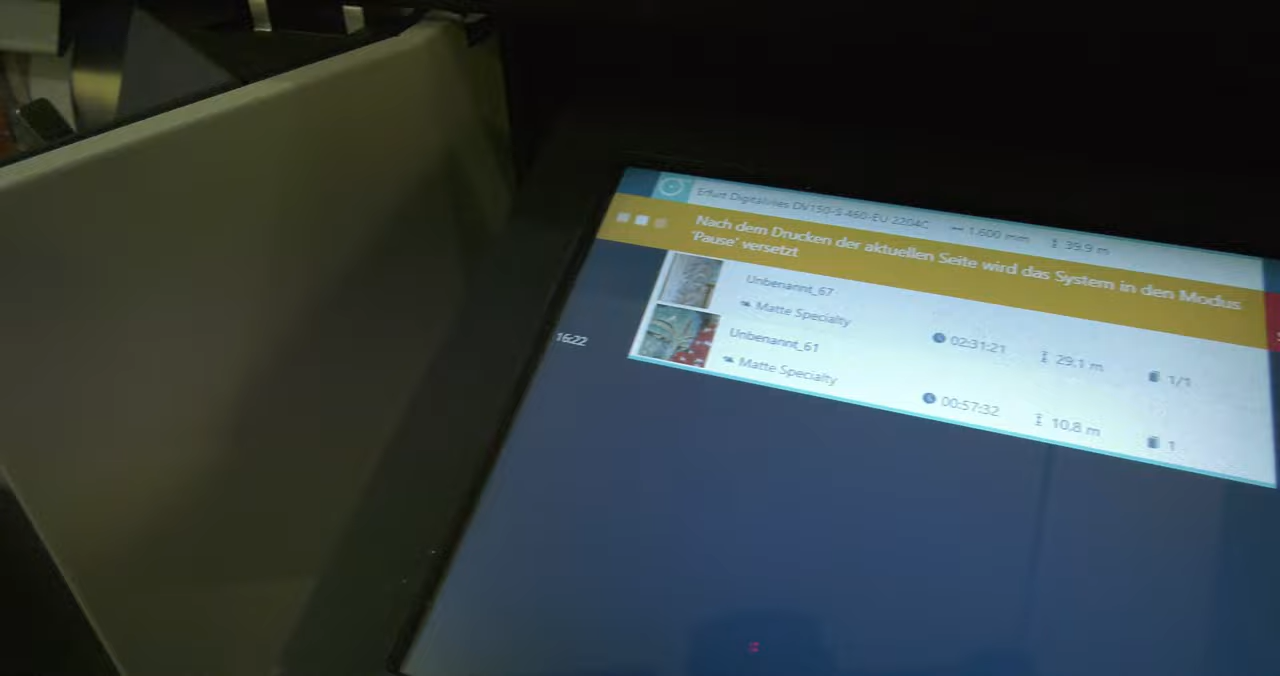 Erfurt Digitalvlies DV150-S 460-EU 2204C 1.600 mm 39,9 m
Nach dem Drucken der aktuellen Seite wird das System in den Modus
'Pause' versetzt
Unbenannt_67
Matte Specialty 02:31:21 29,1 m 1/1
16:22
Unbenannt_61
Matte Specialty 00:57:32 10,8 m 1